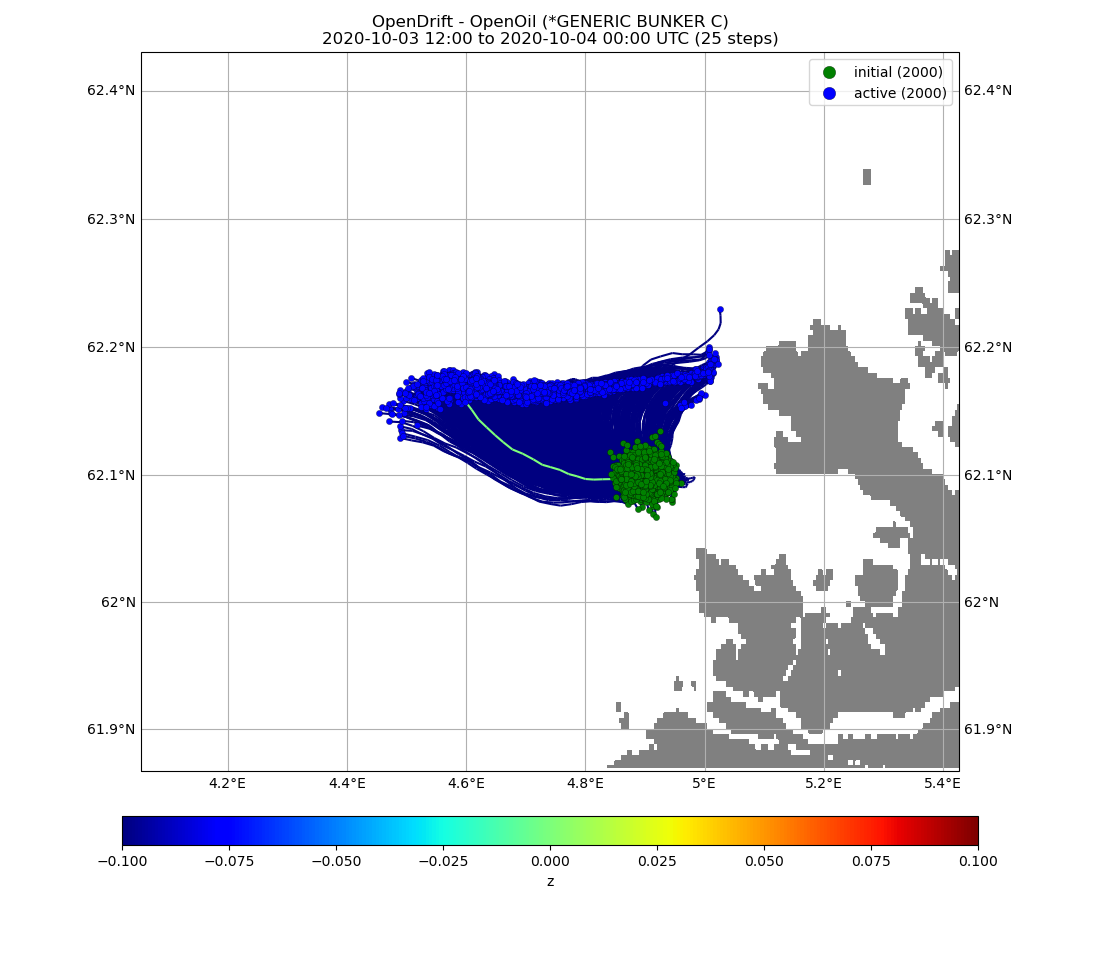 OpenDrift - OpenOil (*GENERIC BUNKER C)
2020-10-03 12:00 to 2020-10-04 00:00 UTC (25 steps)
initial (2000)
active (2000)
62.4°N 62.4°N
62.3°N 62.3°N
62.2°N 62.2°N
62.1°N 62.1°N
62°N 62°N
61.9°N 61.9°N
4.2°E 4.4°E 4.6°E 4.8°E 5°E 5.2°E 5.4°E
−0.100 −0.075 −0.050 −0.025 0.000 0.025 0.050 0.075 0.100
z